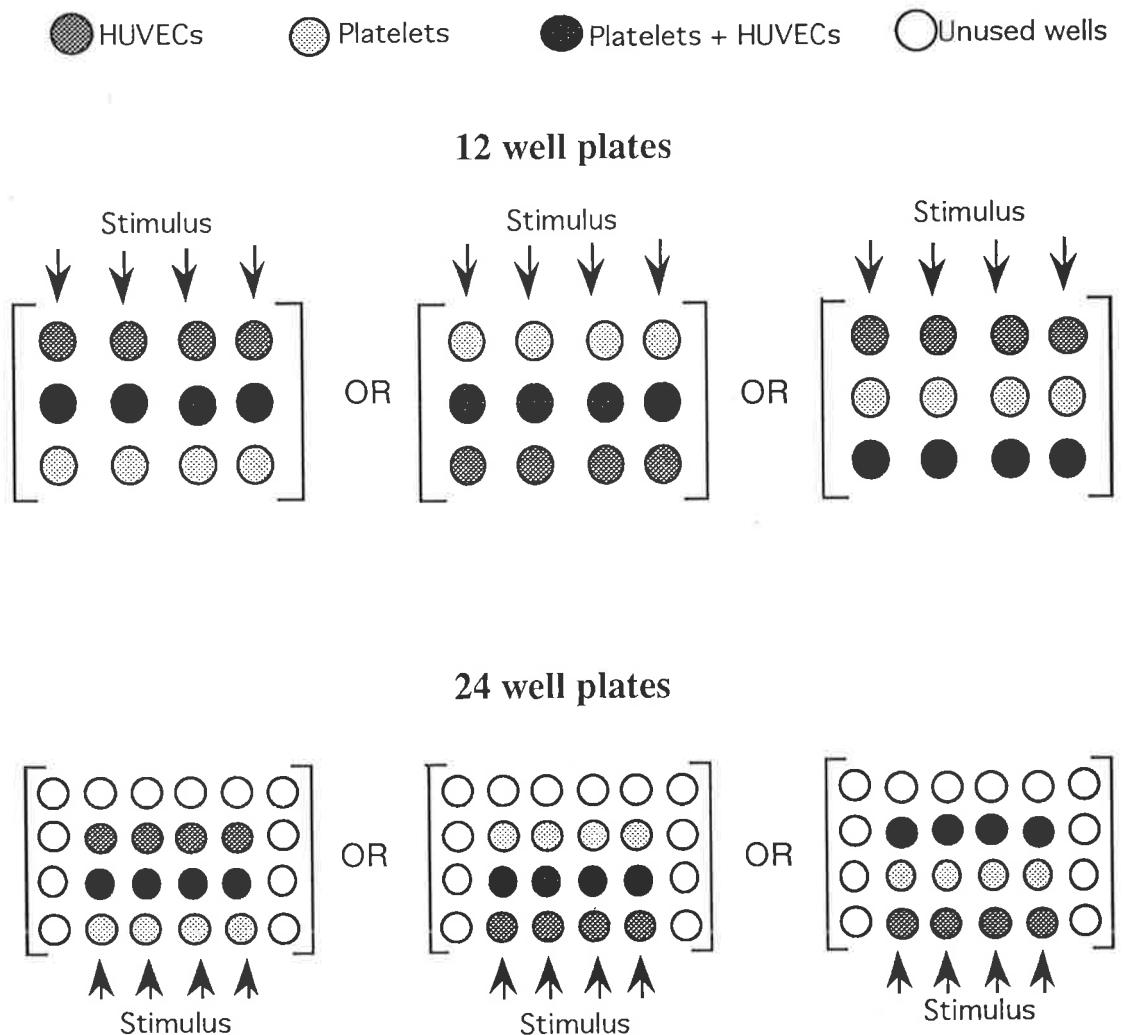 HUVECs Platelets Platelets + HUVECs Unused wells
12 well plates
Stimulus Stimulus Stimulus
OR OR
24 well plates
OR OR
Stimulus Stimulus Stimulus